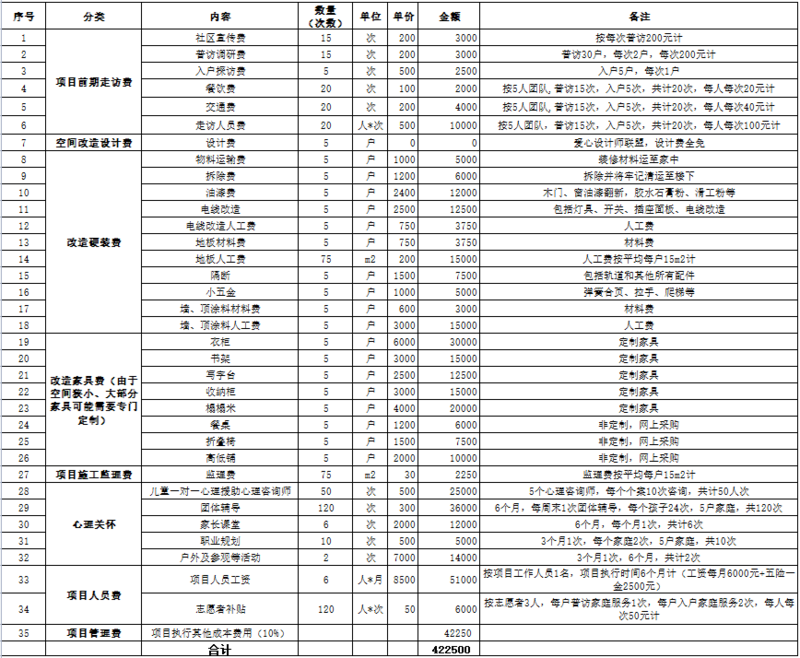 序号 分类 内容 数量（次数） 单位 单价 金额 备注
1 项目前期走访费 社区宣传费 15 次 200 3000 按每次普访200元计
2 普访调研费 15 次 200 3000 普访30户，每次2户，每次200元计
3 入户探访费 5 次 500 2500 入户5户，每次1户
4 餐饮费 20 次 100 2000 按5人团队,普访15次，入户5次，共计20次，每人每次20元计
5 交通费 20 次 200 4000 按5人团队，普访15次，入户5次，共计20次，每人每次40元计
6 走访人员费 20 人*次 500 10000 按5人团队，普访15次，入户5次，共计20次，每人每次100元计
7 空间改造设计费 设计费 5 户 0 0 爱心设计师联盟，设计费全免
8 改造硬装费 物料运输费 5 户 1000 5000 装修材料运至家中
9 拆除费 5 户 1200 6000 拆除并将牢记清运至楼下
10 油漆费 5 户 2400 12000 木门、窗油漆翻新，胶水石膏粉、滑工粉等
11 电线改造 5 户 2500 12500 包括灯具、开关、插座面板、电线改造
12 电线改造人工费 5 户 750 3750 人工费
13 地板材料费 5 户 750 3750 材料费
14 地板人工费 75 m2 200 15000 人工费按平均每户15m2计
15 隔断 5 户 1500 7500 包括轨道和其他所有配件
16 小五金 5 户 1000 5000 弹簧合页、拉手、爬梯等
17 墙、顶涂料材料费 5 户 600 3000 材料费
18 墙、顶涂料人工费 5 户 3000 15000 人工费
19 改造家具费（由于空间狭小、大部分家具可能需要专门定制） 衣柜 5 户 6000 30000 定制家具
20 书架 5 户 3000 15000 定制家具
21 写字台 5 户 2500 12500 定制家具
22 收纳柜 5 户 3000 15000 定制家具
23 榻榻米 5 户 4000 20000 定制家具
24 餐桌 5 户 1200 6000 非定制，网上采购
25 折叠椅 5 户 1500 7500 非定制，网上采购
26 高低铺 5 户 2000 10000 非定制，网上采购
27 项目施工监理费 监理费 75 m2 30 2250 监理费按平均每户15m2计
28 心理关怀 儿童一对一心理援助心理咨询师 50 次 500 25000 5个心理咨询师，每个个案10次咨询，共计50人次
29 团体辅导 120 次 300 36000 6个月，每周末1次团体辅导，每个孩子24次，5户家庭，共120次
30 家长课堂 6 次 2000 12000 6个月，每个月1次，共计6次
31 职业规划 10 次 500 5000 3个月1次，每个家庭2次，5户家庭，共10次
32 户外及参观等活动 2 次 7000 14000 3个月1次，6个月，共计2次
33 项目人员费 项目人员工资 6 人*月 8500 51000 按项目工作人员1名，项目执行时间6个月计（工资每月6000元+五险一金2500元）
34 志愿者补贴 120 人*次 50 6000 按志愿者3人，每户普访家庭服务1次，每户入户家庭服务2次，每人每次50元计
35 项目管理费 项目执行其他成本费用（10%） 42250
合计 422500